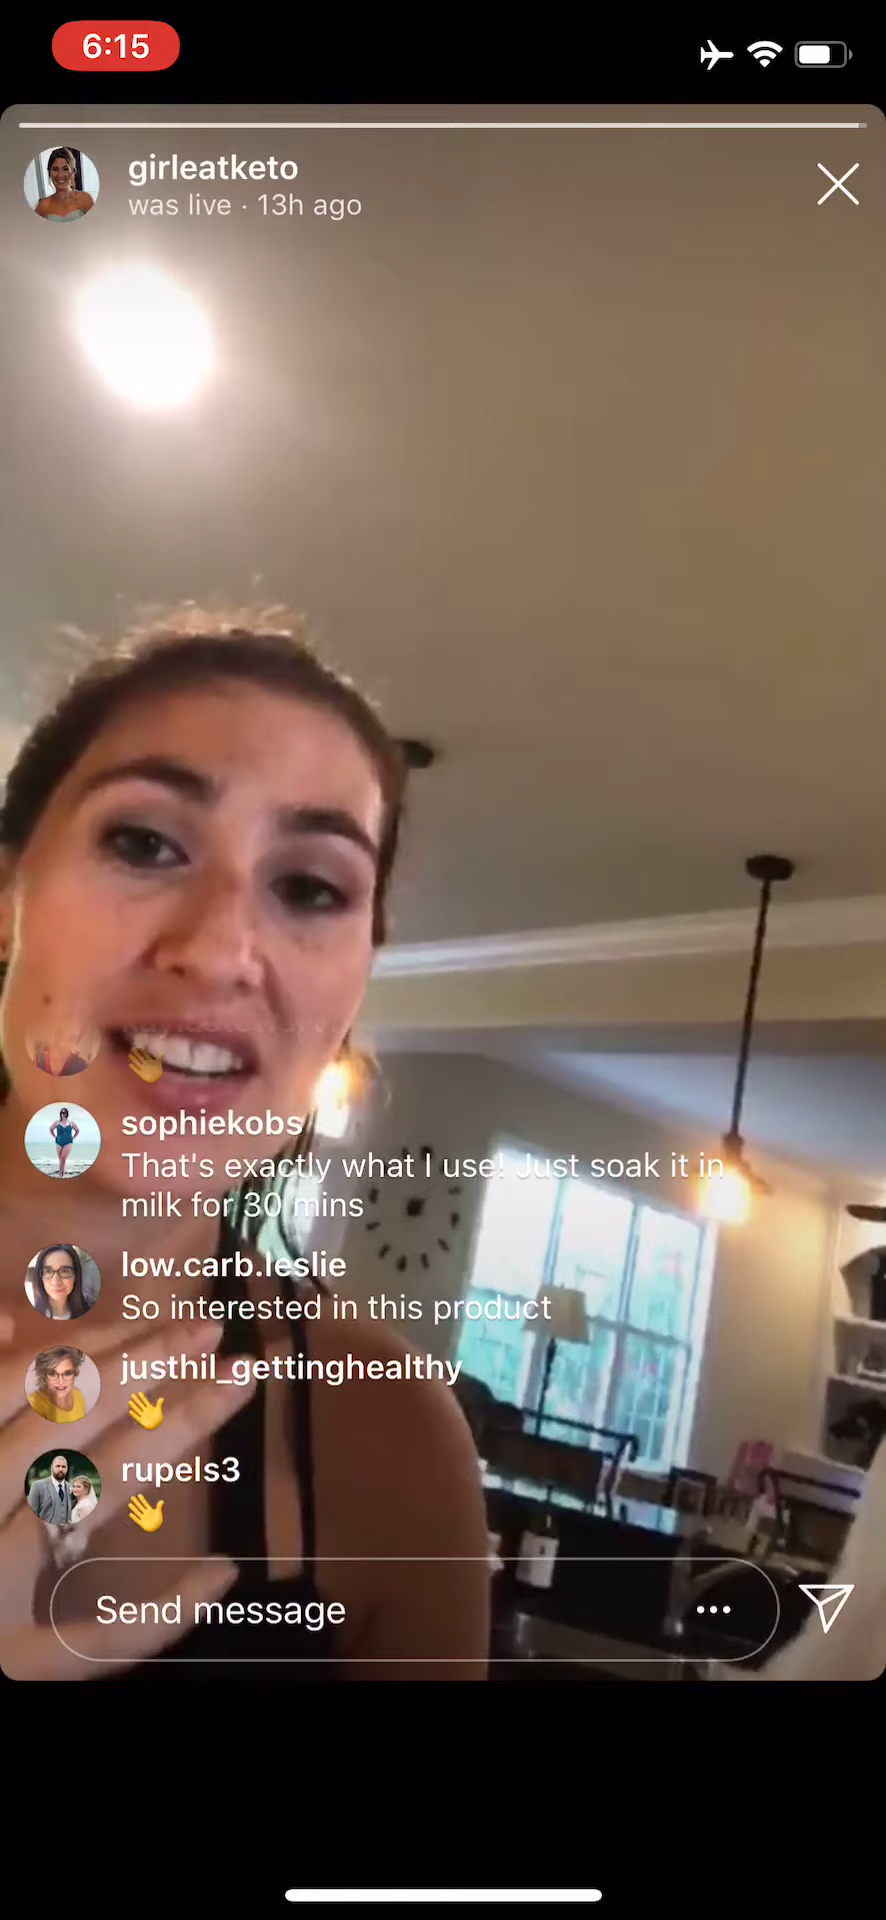 6:15
girleatketo
was live · 13h ago
👋
sophiekobs
That's exactly what I use! Just soak it in
milk for 30 mins
low.carb.leslie
So interested in this product
justhil_gettinghealthy
👋
rupels3
👋
Send message